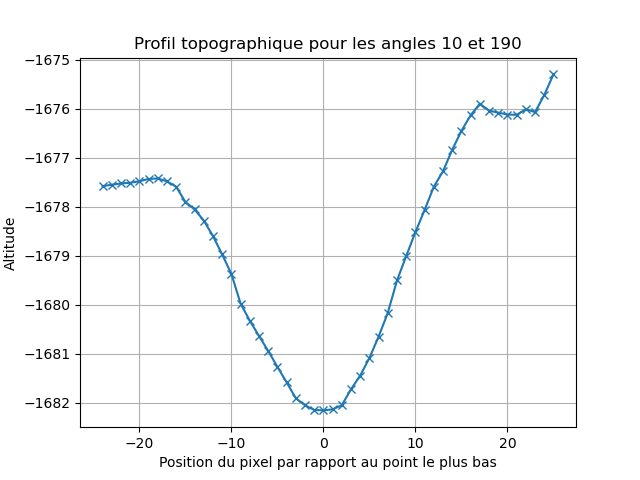 Profil topographique pour les angles 10 et 190
Altitude
−1675
−1676
−1677
−1678
−1679
−1680
−1681
−1682
−20 −10 0 10 20
Position du pixel par rapport au point le plus bas